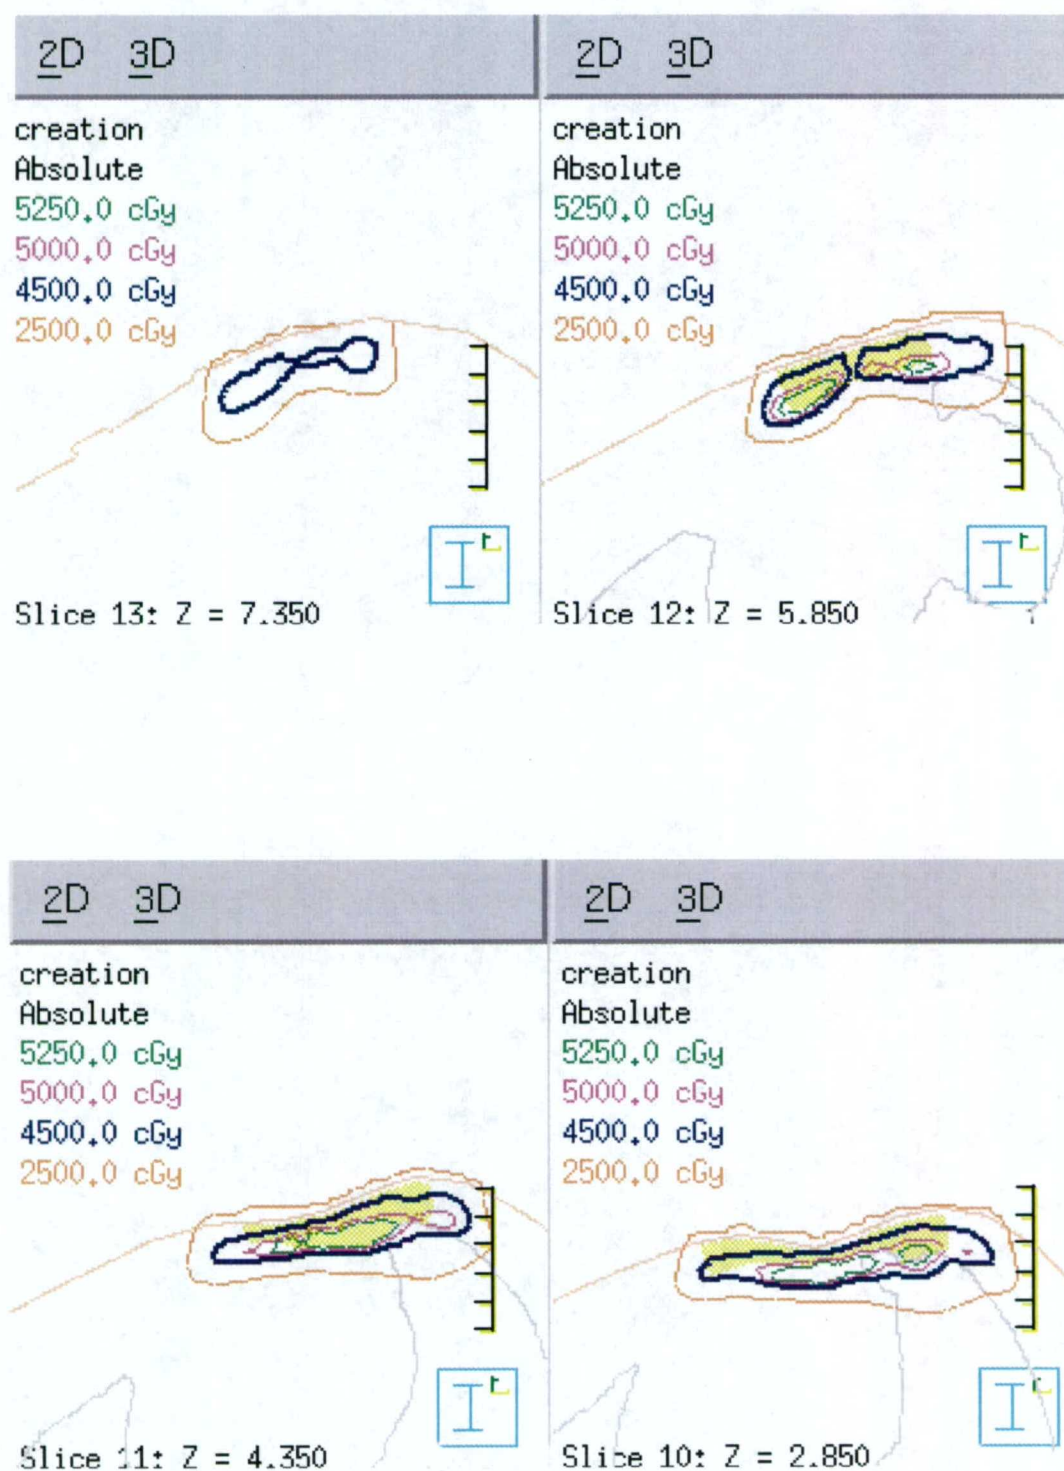 2D 3D
creation
Absolute
5250.0 cGy
5000.0 cGy
4500.0 cGy
2500.0 cGy
Slice 13: Z = 7.350
2D 3D
creation
Absolute
5250.0 cGy
5000.0 cGy
4500.0 cGy
2500.0 cGy
Slice 12: Z = 5.850
2D 3D
creation
Absolute
5250.0 cGy
5000.0 cGy
4500.0 cGy
2500.0 cGy
Slice 11: Z = 4.350
2D 3D
creation
Absolute
5250.0 cGy
5000.0 cGy
4500.0 cGy
2500.0 cGy
Slice 10: Z = 2.850